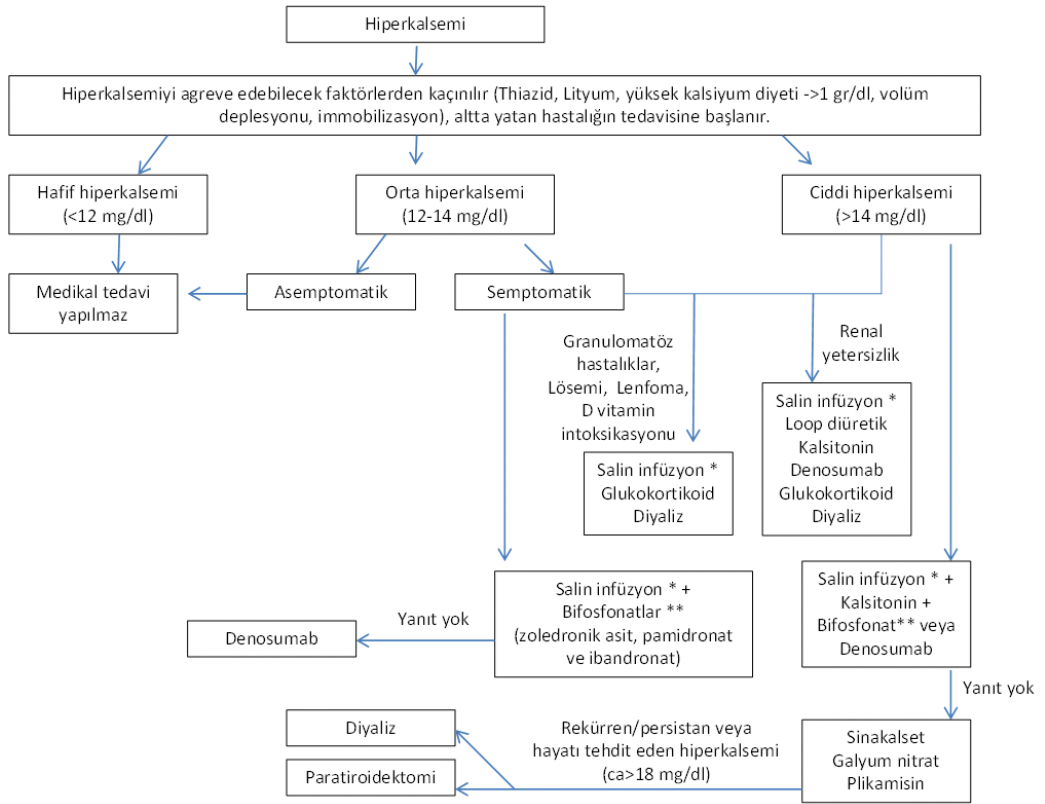 Hiperkalsemi
Hiperkalsemiyi agreve edebilecek faktörlerden kaçınılır (Thiazid, Lityum, yüksek kalsiyum diyeti ->1 gr/dl, volüm
deplesyonu, immobilizasyon), altta yatan hastalığın tedavisine başlanır.
Hafif hiperkalsemi
(<12 mg/dl)
Orta hiperkalsemi
(12-14 mg/dl)
Ciddi hiperkalsemi
(>14 mg/dl)
Medikal tedavi
yapılmaz
Asemptomatik
Semptomatik
Granulomatöz
hastalıklar,
Lösemi, Lenfoma,
D vitamin
intoksikasyonu
Renal
yetersizlik
Salin infüzyon *
Glukokortikoid
Diyaliz
Salin infüzyon *
Loop diüretik
Kalsitonin
Denosumab
Glukokortikoid
Diyaliz
Salin infüzyon * +
Bifosfonatlar **
(zoledronik asit, pamidronat
ve ibandronat)
Yanıt yok
Denosumab
Salin infüzyon * +
Kalsitonin +
Bifosfonat** veya
Denosumab
Yanıt yok
Sinakalset
Galyum nitrat
Plikamisin
Rekürren/persistan veya
hayatı tehdit eden hiperkalsemi
(ca>18 mg/dl)
Diyaliz
Paratiroidektomi